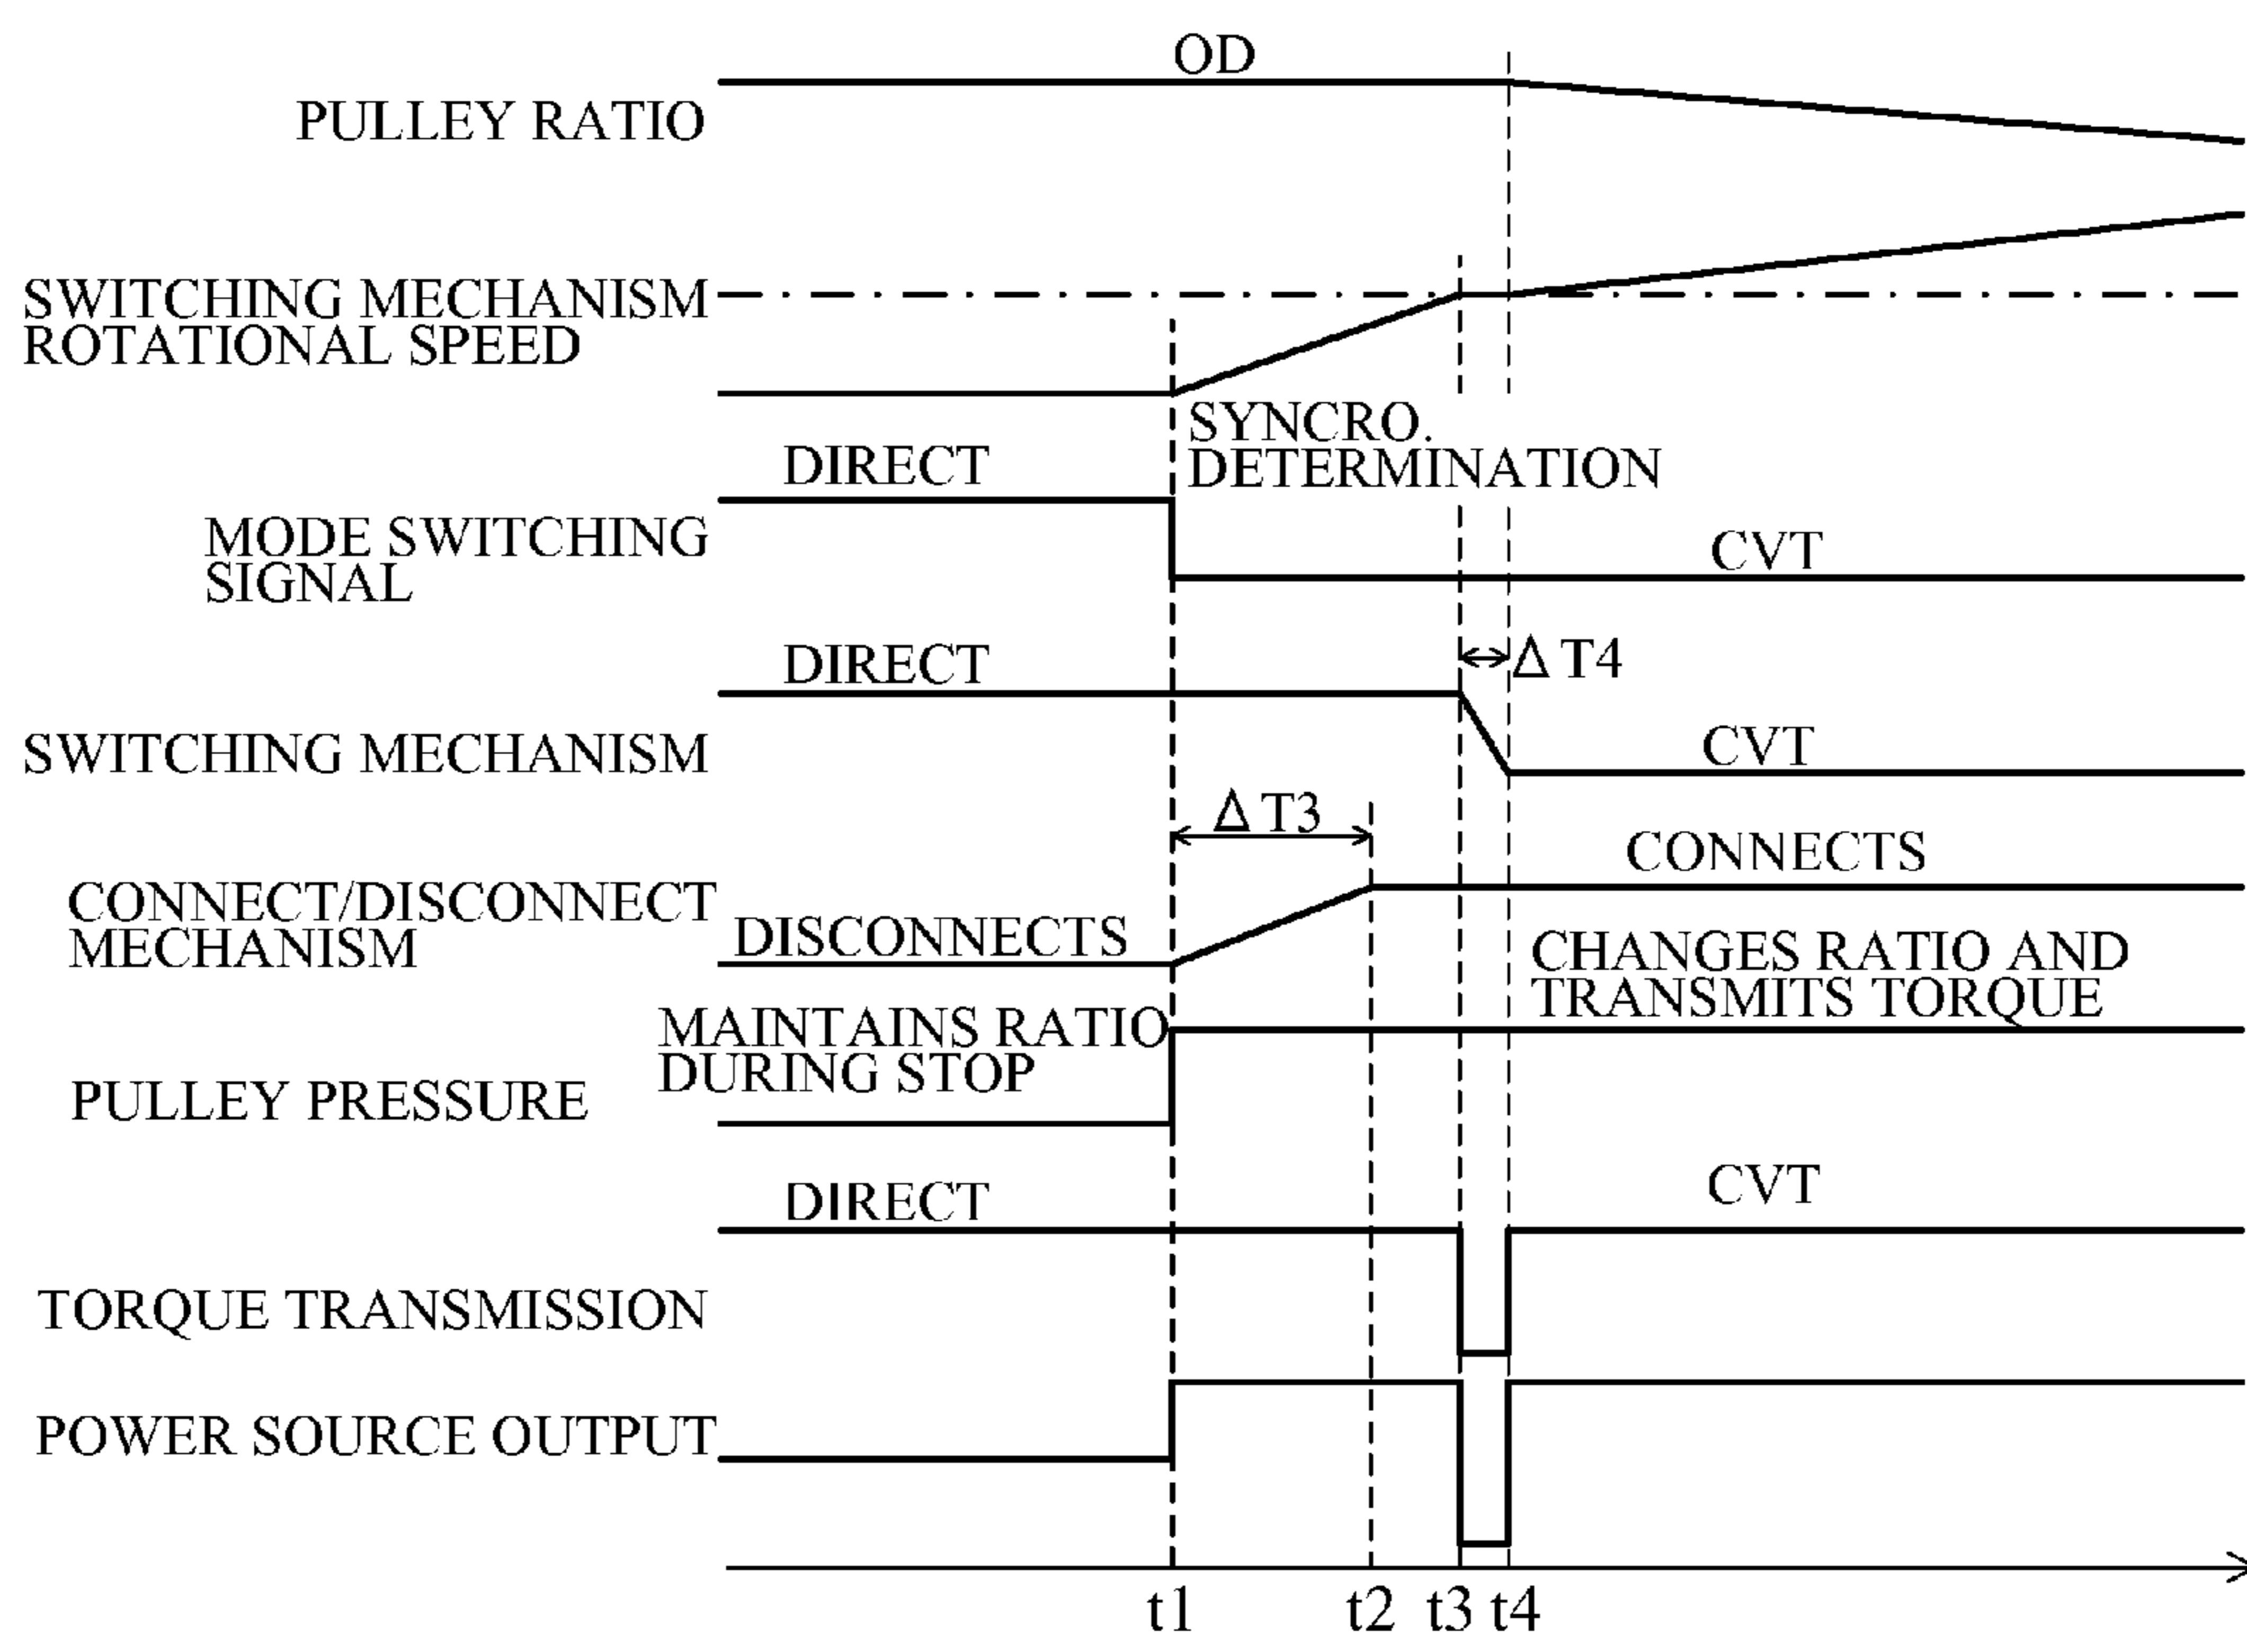 OD
PULLEY RATIO
SWITCHING MECHANISM
ROTATIONAL SPEED
SYNCRO.
DETERMINATION
DIRECT
MODE SWITCHING
SIGNAL
CVT
DIRECT
Δ T4
SWITCHING MECHANISM
CVT
Δ T3
CONNECTS
CONNECT/DISCONNECT
MECHANISM
DISCONNECTS
CHANGES RATIO AND
TRANSMITS TORQUE
MAINTAINS RATIO
DURING STOP
PULLEY PRESSURE
DIRECT
CVT
TORQUE TRANSMISSION
POWER SOURCE OUTPUT
t1 t2 t3 t4